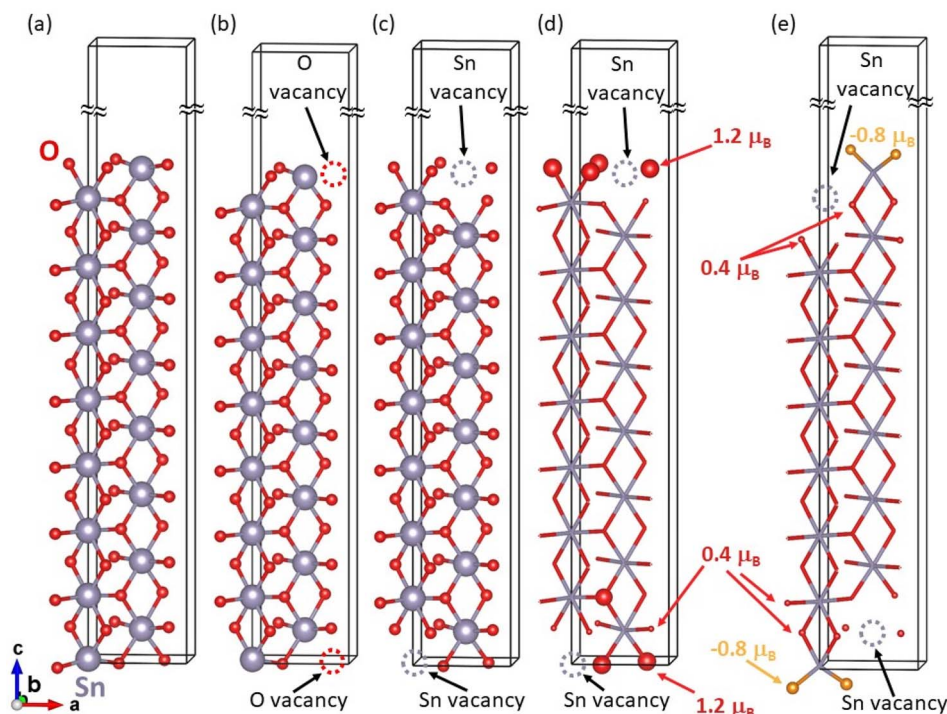 (a)
(b)
(c)
(d)
(e)
O
vacancy
Sn
vacancy
Sn
vacancy
Sn
vacancy
O
1.2 μB
-0.8 μB
0.4 μB
0.4 μB
-0.8 μB
1.2 μB
c
b
a
Sn
O vacancy
Sn vacancy
Sn vacancy
Sn vacancy